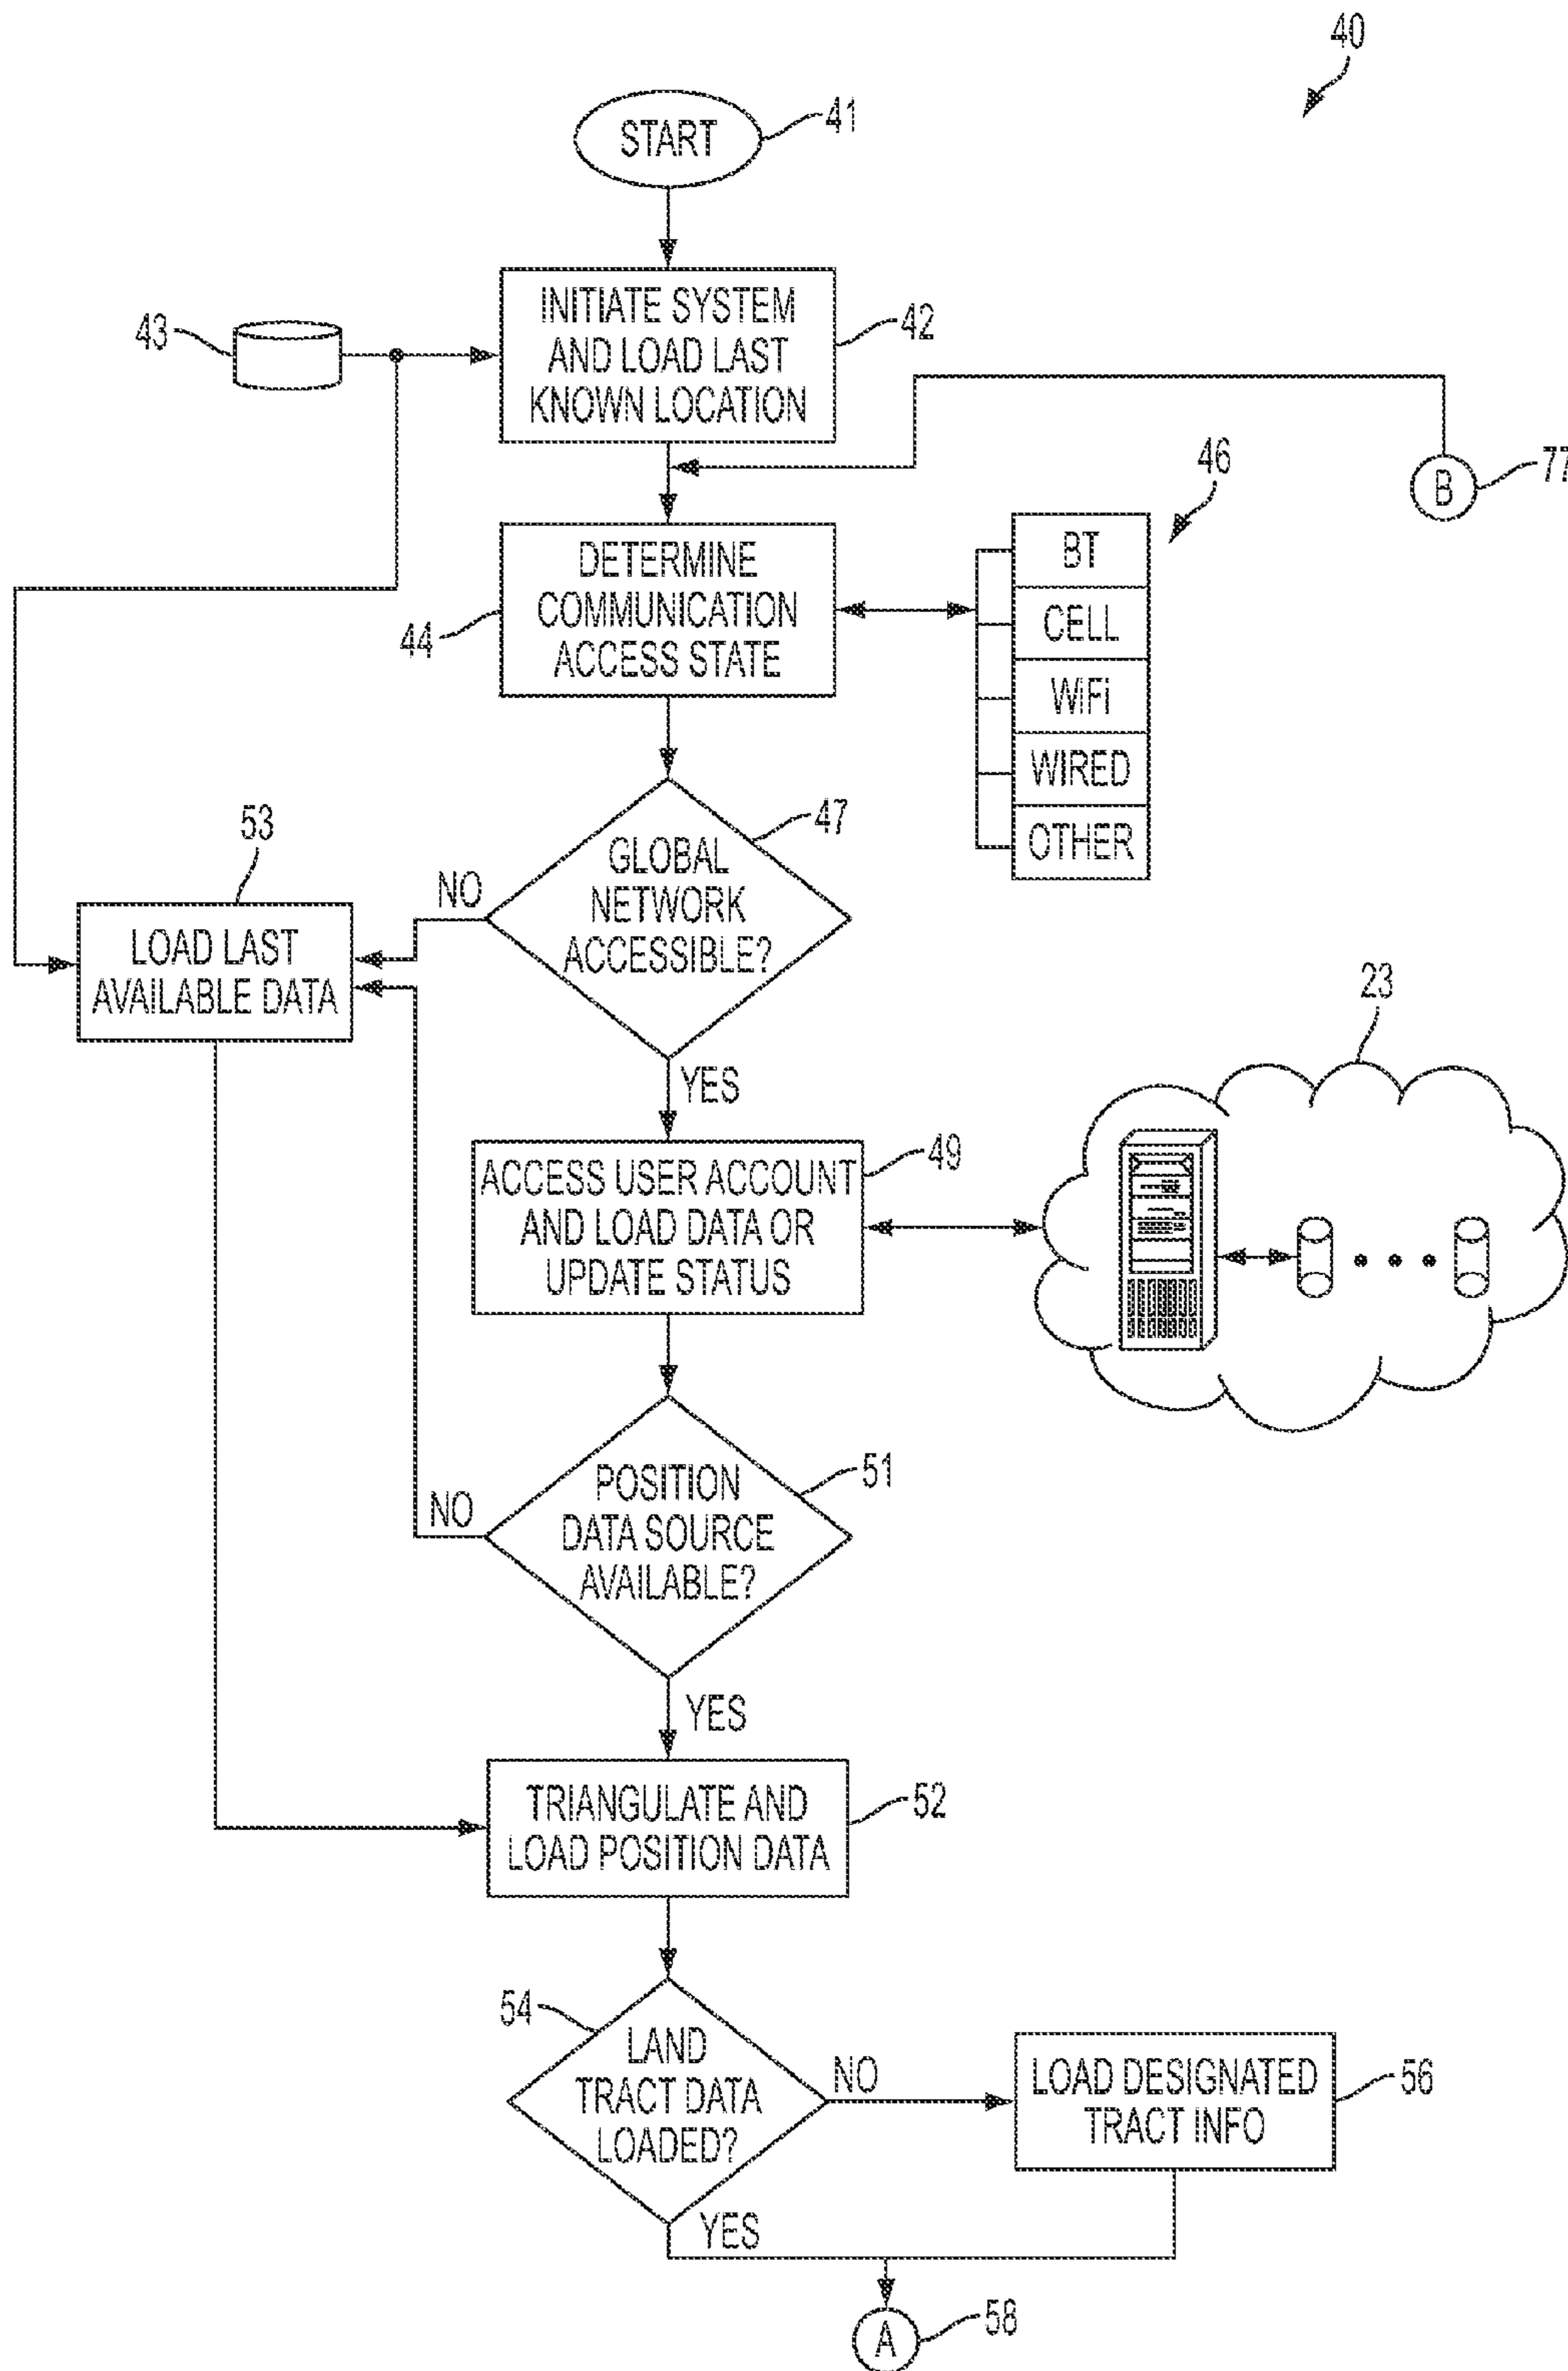 40
START
41
INITIATE SYSTEM
AND LOAD LAST
KNOWN LOCATION
42
43
B
77
46
DETERMINE
COMMUNICATION
ACCESS STATE
44
BT
CELL
WiFi
WIRED
OTHER
GLOBAL
NETWORK
ACCESSIBLE?
47
NO
YES
53
LOAD LAST
AVAILABLE DATA
23
ACCESS USER ACCOUNT
AND LOAD DATA OR
UPDATE STATUS
49
POSITION
DATA SOURCE
AVAILABLE?
51
NO
YES
TRIANGULATE AND
LOAD POSITION DATA
52
54
LAND
TRACT DATA
LOADED?
NO
YES
LOAD DESIGNATED
TRACT INFO
56
A
58